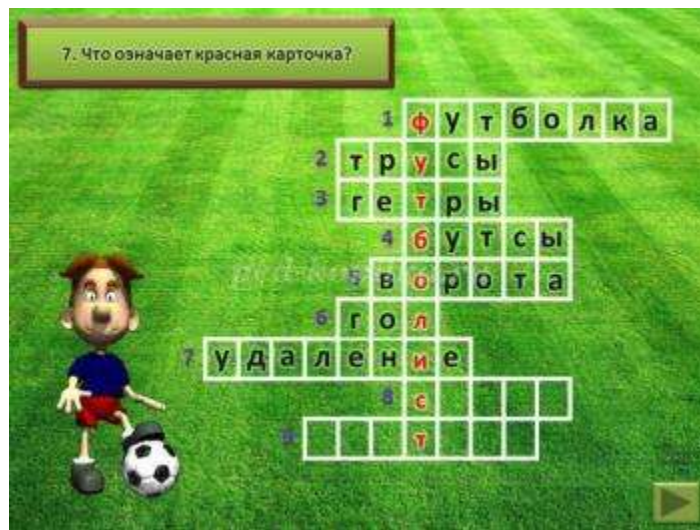 7. Что означает красная карточка?
1 футболка
2 трусы
3 гетры
4 бутсы
5 ворота
6 гол
7 удаление
8 с
9 т